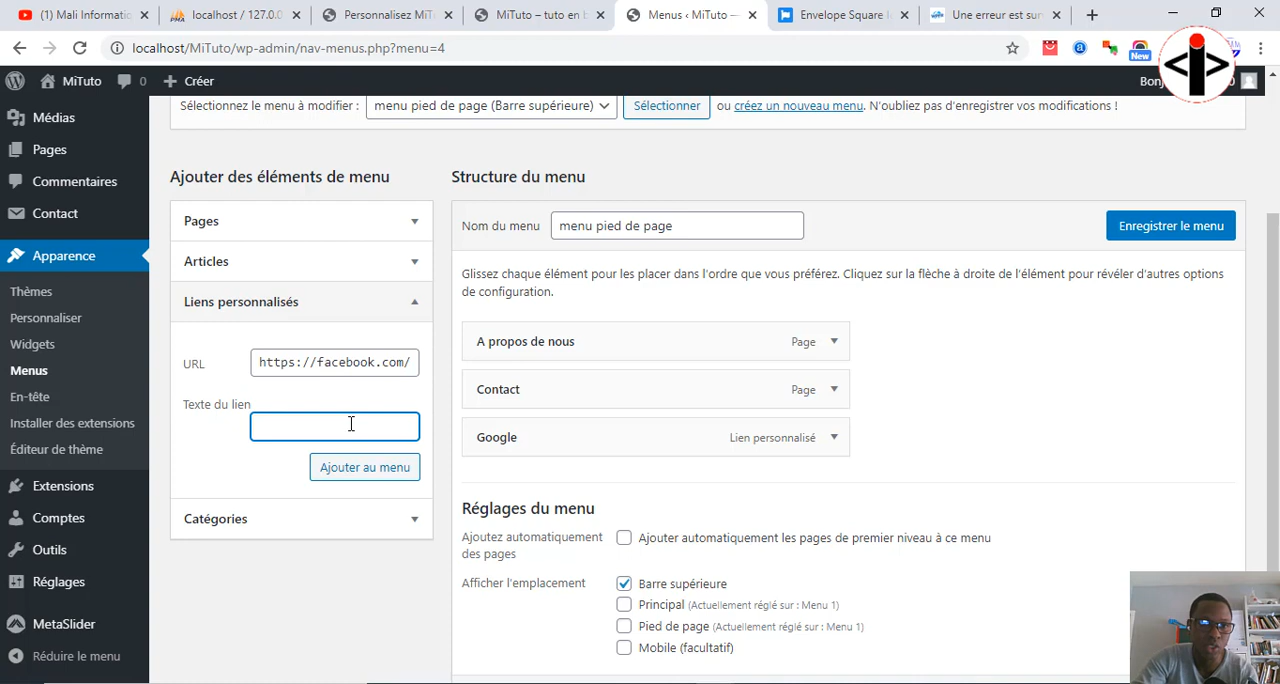 Mali Informati
localhost / 127.0.0
Personnalisez MiT
MiTuto – tuto en b
Menus ‹ MiTuto —
Envelope Square I
Une erreur est sur
localhost/MiTuto/wp-admin/nav-menus.php?menu=4
New
MiTuto
0
Créer
Bonj
Médias
Pages
Commentaires
Contact
Apparence
Thèmes
Personnaliser
Widgets
Menus
En-tête
Installer des extensions
Éditeur de thème
Extensions
Comptes
Outils
Réglages
MetaSlider
Réduire le menu
Sélectionnez le menu à modifier : menu pied de page (Barre supérieure) Sélectionner ou créez un nouveau menu. N'oubliez pas d'enregistrer vos modifications !
Ajouter des éléments de menu
Pages
Articles
Liens personnalisés
URL https://facebook.com/
Texte du lien
Ajouter au menu
Catégories
Structure du menu
Nom du menu menu pied de page Enregistrer le menu
Glissez chaque élément pour les placer dans l'ordre que vous préférez. Cliquez sur la flèche à droite de l'élément pour révéler d'autres options
de configuration.
A propos de nous Page
Contact Page
Google Lien personnalisé
Réglages du menu
Ajoutez automatiquement
des pages
Ajouter automatiquement les pages de premier niveau à ce menu
Afficher l'emplacement
Barre supérieure
Principal (Actuellement réglé sur : Menu 1)
Pied de page (Actuellement réglé sur : Menu 1)
Mobile (facultatif)